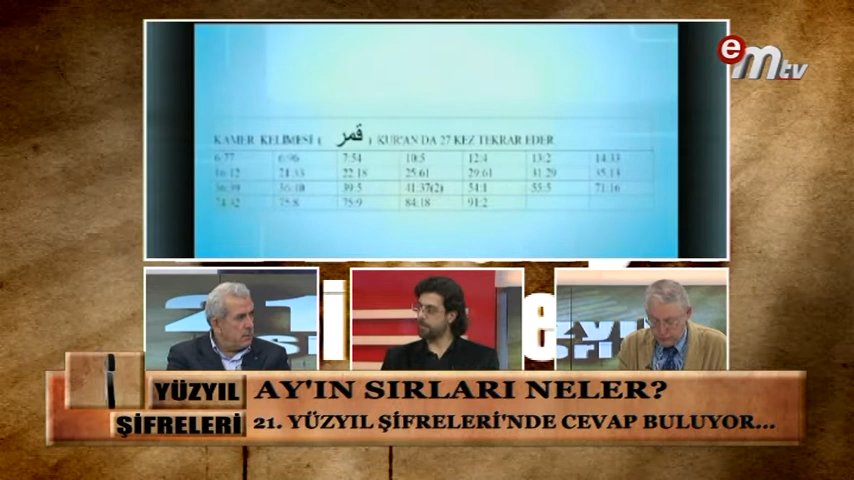 em tv
KAMER KELİMESİ ( قمر ) KUR'AN'DA 27 KEZ TEKRAR EDER
6:77 6:96 7:54 10:5 12:4 13:2 14:33
16:12 21:33 22:18 25:61 29:61 31:29 35:13
36:39 36:40 39:5 41:37(2) 54:1 55:5 71:16
74:32 75:8 75:9 84:18 91:2
YÜZYIL
ŞİFRELERİ
AY'IN SIRLARI NELER?
21. YÜZYIL ŞİFRELERİ'NDE CEVAP BULUYOR...